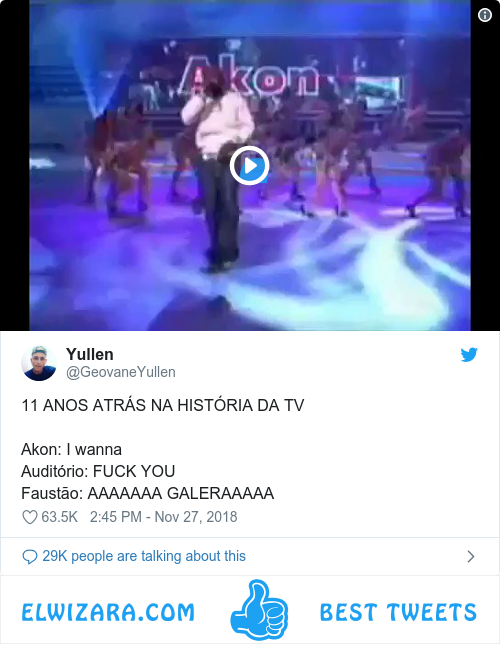 Akon
Yullen
@GeovaneYullen
11 ANOS ATRÁS NA HISTÓRIA DA TV
Akon: I wanna
Auditório: FUCK YOU
Faustão: AAAAAAA GALERAAAAA
63.5K 2:45 PM - Nov 27, 2018
29K people are talking about this
ELWIZARA.COM
BEST TWEETS